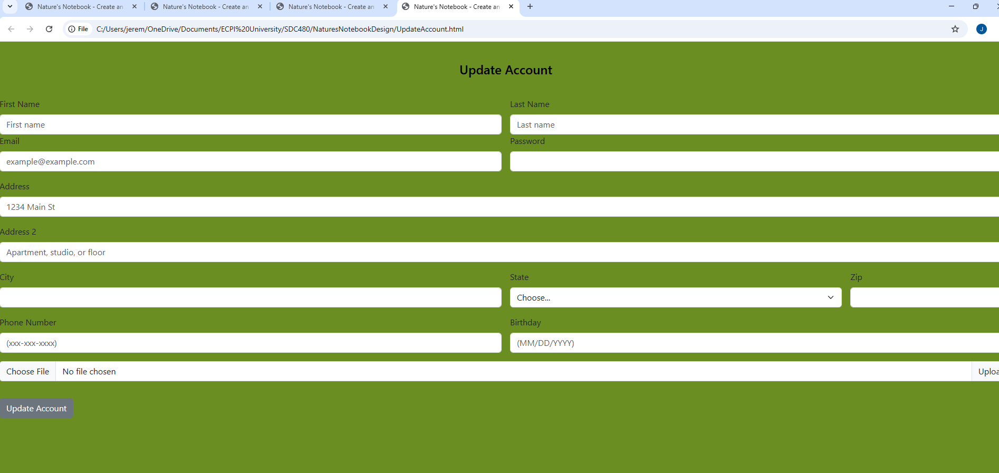 Nature's Notebook - Create an
Nature's Notebook - Create an
Nature's Notebook - Create an
Nature's Notebook - Create an
File C:/Users/jerem/OneDrive/Documents/ECPI%20University/SDC480/NaturesNotebookDesign/UpdateAccount.html
J
Update Account
First Name Last Name
First name Last name
Email Password
example@example.com
Address
1234 Main St
Address 2
Apartment, studio, or floor
City State Zip
Choose...
Phone Number Birthday
(xxx-xxx-xxxx) (MM/DD/YYYY)
Choose File No file chosen Uploa
Update Account